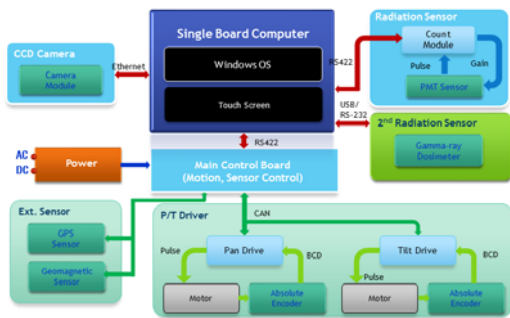 CCD Camera
Camera
Module
Ethernet
Single Board Computer
Windows OS
Touch Screen
RS422
Radiation Sensor
Count
Module
Pulse
Gain
PMT Sensor
USB/
RS-232
2nd Radiation Sensor
Gamma-ray
Dosimeter
RS422
AC
DC
Power
Main Control Board
(Motion, Sensor Control)
Ext. Sensor
GPS
Sensor
Geomagnetic
Sensor
P/T Driver
CAN
Pan Drive
Pulse
BCD
Motor
Absolute
Encoder
Tilt Drive
Pulse
BCD
Motor
Absolute
Encoder